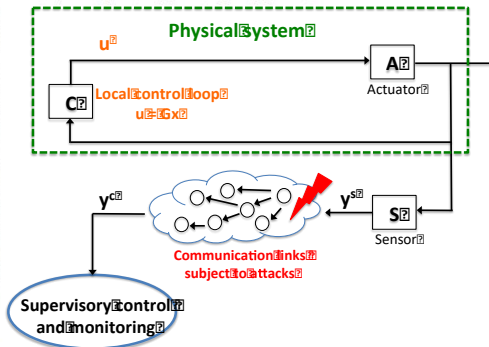 Physical system
u
A
Actuator
C
Local control loop
u = Gx
y^s
S
Sensor
y^c
Communication links
subject to attacks
Supervisory control
and monitoring